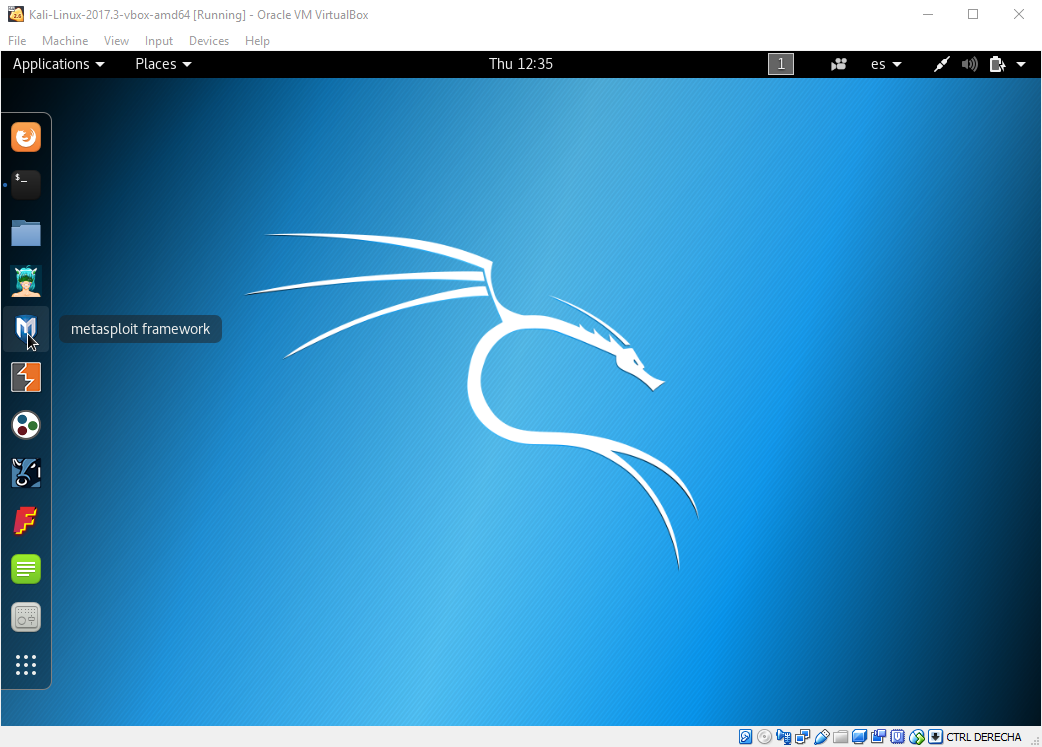 Kali-Linux-2017.3-vbox-amd64 [Running] - Oracle VM VirtualBox
File Machine View Input Devices Help
Applications Places Thu 12:35 1 es
$_
metasploit framework
CTRL DERECHA